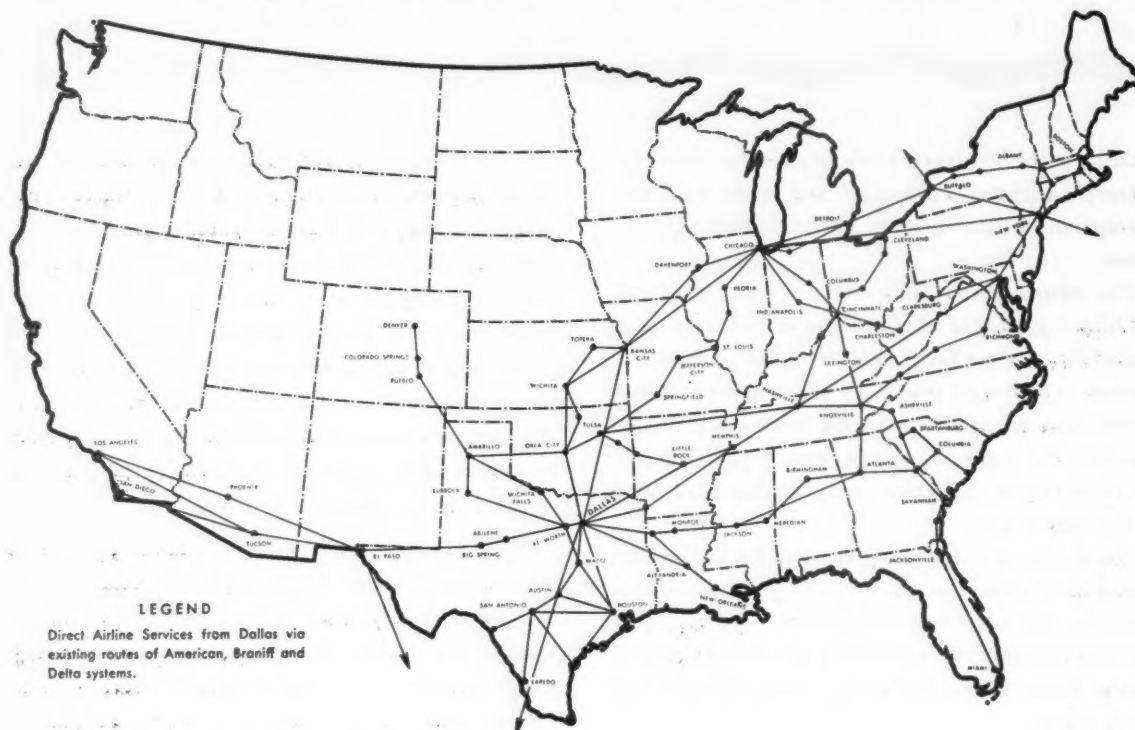 BOSTON
ALBANY
BUFFALO
DETROIT
NEW YORK
CHICAGO
CLEVELAND
DAVENPORT
WASHINGTON
PEORIA
COLUMBUS
INDIANAPOLIS
CINCINNATI
CLARKSBURG
DENVER
CHARLESTON
RICHMOND
TOPEKA
KANSAS
CITY
ST. LOUIS
COLORADO SPRINGS
JEFFERSON
CITY
LEXINGTON
PUEBLO
WICHITA
SPRINGFIELD
NASHVILLE
KNOXVILLE
ASHEVILLE
TULSA
SPARTANBURG
LOS ANGELES
AMARILLO
OKLA. CITY
LITTLE
ROCK
MEMPHIS
COLUMBIA
BIRMINGHAM
ATLANTA
SAN DIEGO
PHOENIX
LUBBOCK
WICHITA
FALLS
DALLAS
SAVANNAH
TUCSON
ABILENE
FT. WORTH
MONROE
MERIDIAN
EL PASO
BIG SPRING
JACKSON
WACO
JACKSONVILLE
ALEXANDRIA
AUSTIN
NEW ORLEANS
SAN ANTONIO
HOUSTON
LEGEND
Direct Airline Services from Dallas via
existing routes of American, Braniff and
Delta systems.
LAREDO
MIAMI